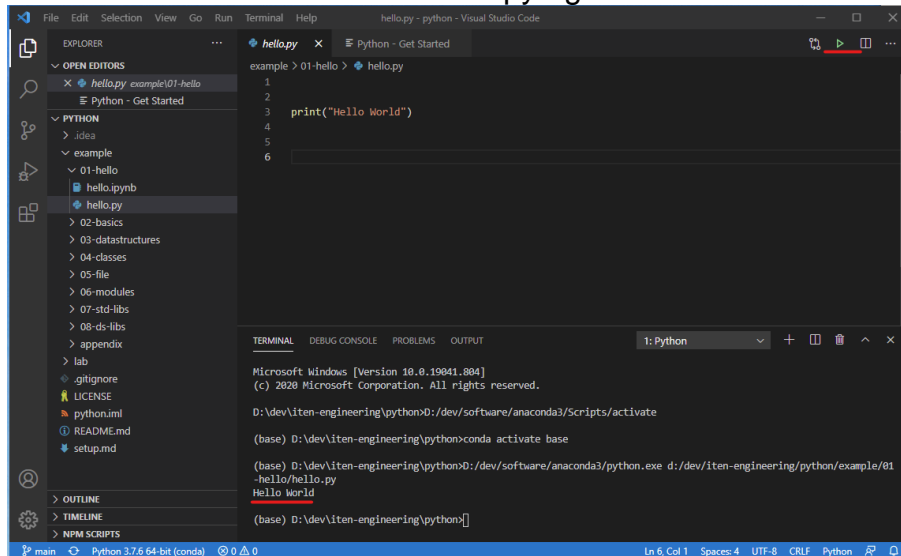 File Edit Selection View Go Run Terminal Help hello.py - python - Visual Studio Code
EXPLORER
OPEN EDITORS
hello.py example\01-hello
Python - Get Started
PYTHON
.idea
example
01-hello
hello.ipynb
hello.py
02-basics
03-datastructures
04-classes
05-file
06-modules
07-std-libs
08-ds-libs
appendix
lab
.gitignore
LICENSE
python.iml
README.md
setup.md
OUTLINE
TIMELINE
NPM SCRIPTS
hello.py Python - Get Started
example > 01-hello > hello.py
1
2
3 print("Hello World")
4
5
6
TERMINAL DEBUG CONSOLE PROBLEMS OUTPUT 1: Python
Microsoft Windows [Version 10.0.19041.804]
(c) 2020 Microsoft Corporation. All rights reserved.
D:\dev\iten-engineering\python>D:/dev/software/anaconda3/Scripts/activate
(base) D:\dev\iten-engineering\python>conda activate base
(base) D:\dev\iten-engineering\python>D:/dev/software/anaconda3/python.exe d:/dev/iten-engineering/python/example/01
-hello/hello.py
Hello World
(base) D:\dev\iten-engineering\python>
main Python 3.7.6 64-bit (conda) 0 0 Ln 6, Col 1 Spaces: 4 UTF-8 CRLF Python